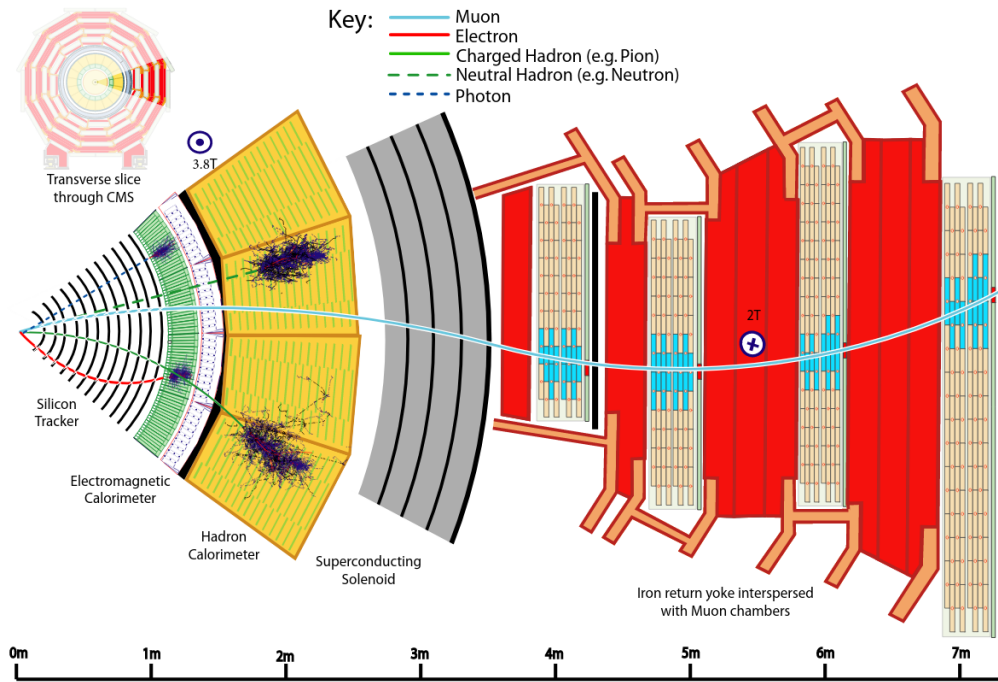 Key:
Muon
Electron
Charged Hadron (e.g. Pion)
Neutral Hadron (e.g. Neutron)
Photon
3.8T
Transverse slice
through CMS
2T
Silicon
Tracker
Electromagnetic
Calorimeter
Hadron
Calorimeter
Superconducting
Solenoid
Iron return yoke interspersed
with Muon chambers
0m 1m 2m 3m 4m 5m 6m 7m